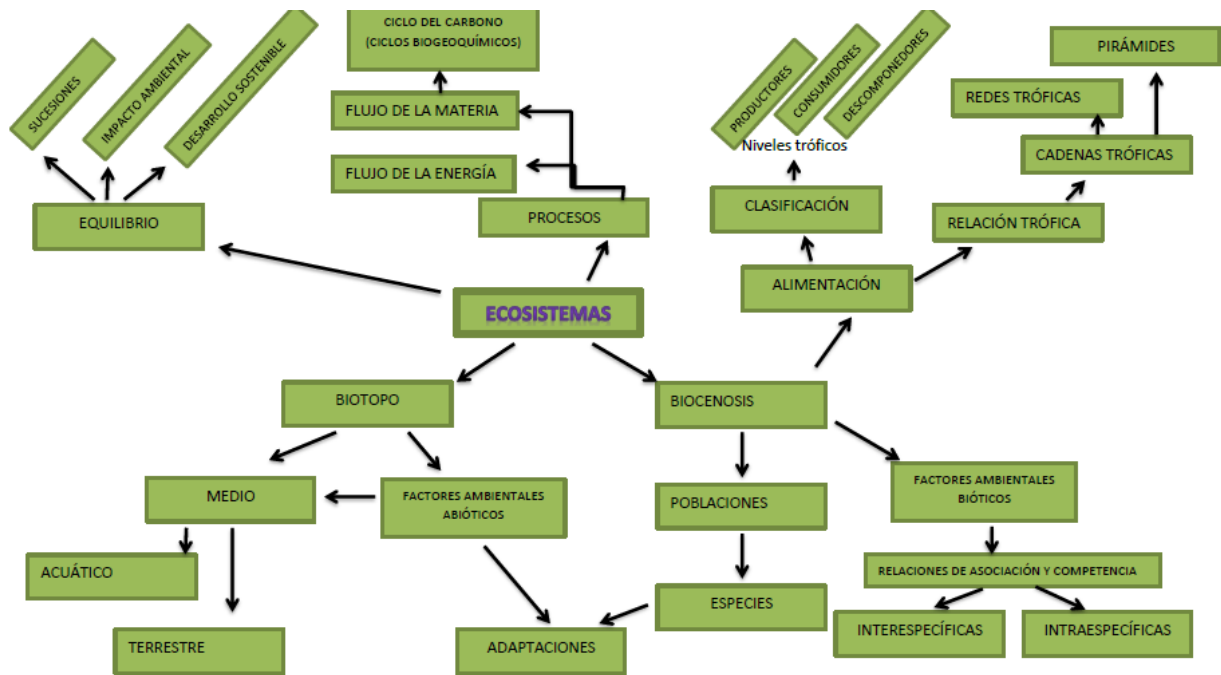 CICLO DEL CARBONO
(CICLOS BIOGEOQUÍMICOS)
SUCESIONES
IMPACTO AMBIENTAL
DESARROLLO SOSTENIBLE
PRODUCTORES
CONSUMIDORES
DESCOMPONEDORES
PIRÁMIDES
REDES TRÓFICAS
FLUJO DE LA MATERIA
Niveles tróficos
CADENAS TRÓFICAS
FLUJO DE LA ENERGÍA
CLASIFICACIÓN
EQUILIBRIO
PROCESOS
RELACIÓN TRÓFICA
ALIMENTACIÓN
ECOSISTEMAS
BIOTOPO
BIOCENOSIS
MEDIO
FACTORES AMBIENTALES
ABIÓTICOS
POBLACIONES
FACTORES AMBIENTALES
BIÓTICOS
ACUÁTICO
RELACIONES DE ASOCIACIÓN Y COMPETENCIA
ESPECIES
INTERESPECÍFICAS
INTRAESPECÍFICAS
TERRESTRE
ADAPTACIONES